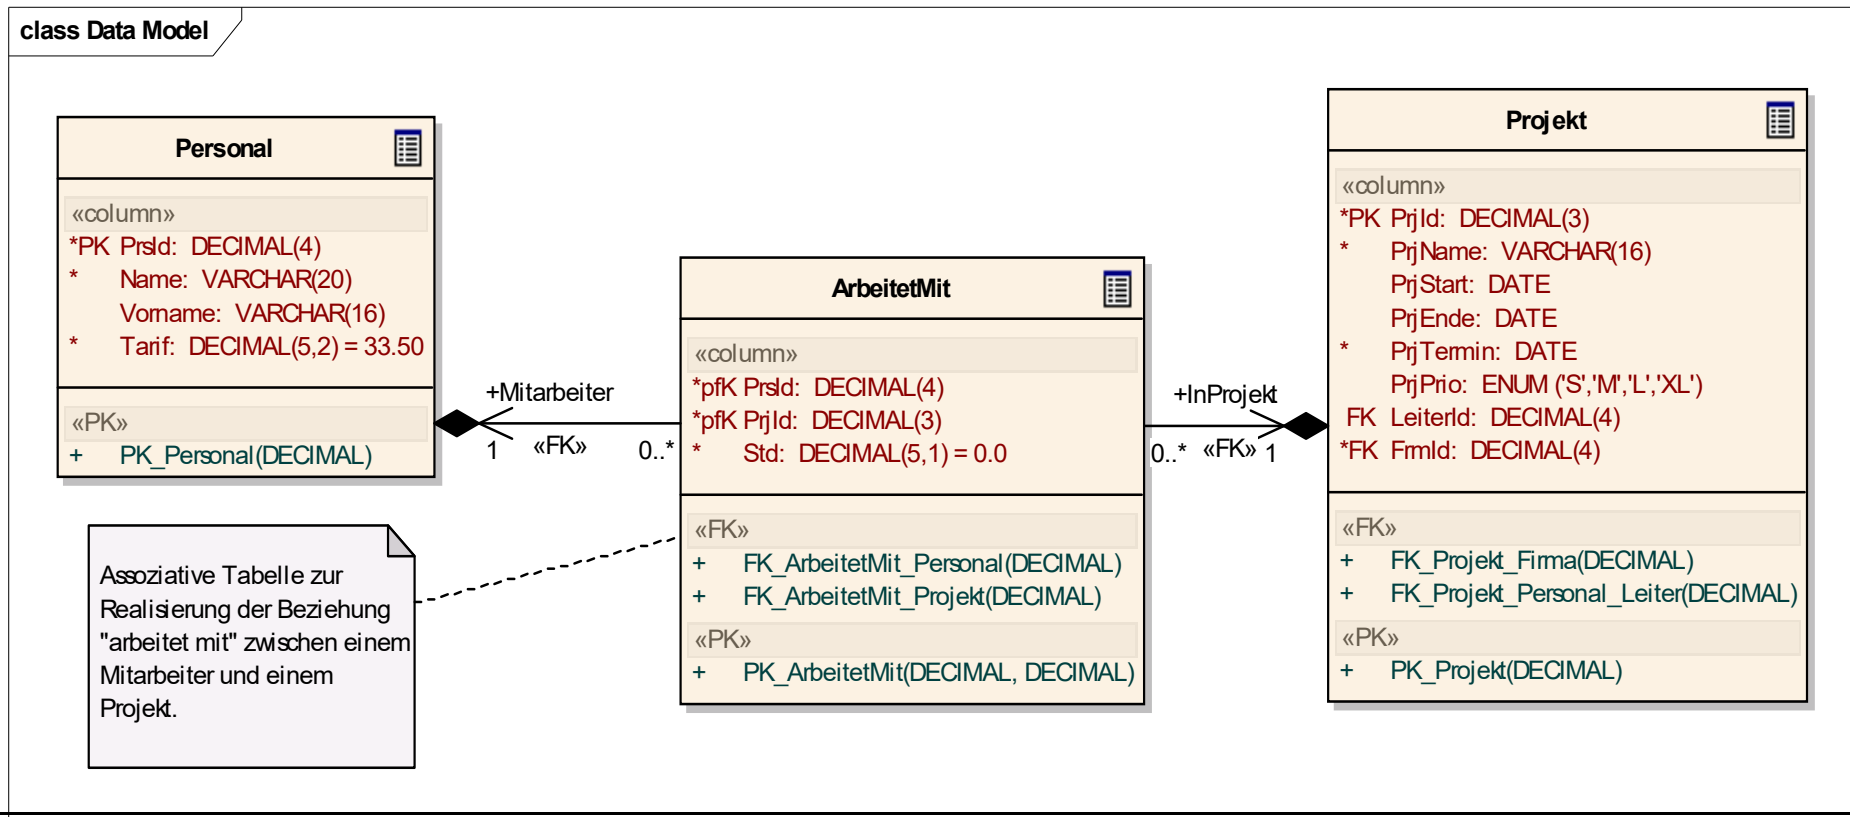 class Data Model
Personal
«column»
*PK PrsId: DECIMAL(4)
* Name: VARCHAR(20)
Vorname: VARCHAR(16)
* Tarif: DECIMAL(5,2) = 33.50
«PK»
+ PK_Personal(DECIMAL)
+Mitarbeiter
1 «FK» 0..*
ArbeitetMit
«column»
*pfK PrsId: DECIMAL(4)
*pfK PrjId: DECIMAL(3)
* Std: DECIMAL(5,1) = 0.0
«FK»
+ FK_ArbeitetMit_Personal(DECIMAL)
+ FK_ArbeitetMit_Projekt(DECIMAL)
«PK»
+ PK_ArbeitetMit(DECIMAL, DECIMAL)
+InProjekt
0..* «FK» 1
Projekt
«column»
*PK PrjId: DECIMAL(3)
* PrjName: VARCHAR(16)
PrjStart: DATE
PrjEnde: DATE
* PrjTermin: DATE
PrjPrio: ENUM ('S','M','L','XL')
FK LeiterId: DECIMAL(4)
*FK FrmId: DECIMAL(4)
«FK»
+ FK_Projekt_Firma(DECIMAL)
+ FK_Projekt_Personal_Leiter(DECIMAL)
«PK»
+ PK_Projekt(DECIMAL)
Assoziative Tabelle zur
Realisierung der Beziehung
"arbeitet mit" zwischen einem
Mitarbeiter und einem
Projekt.